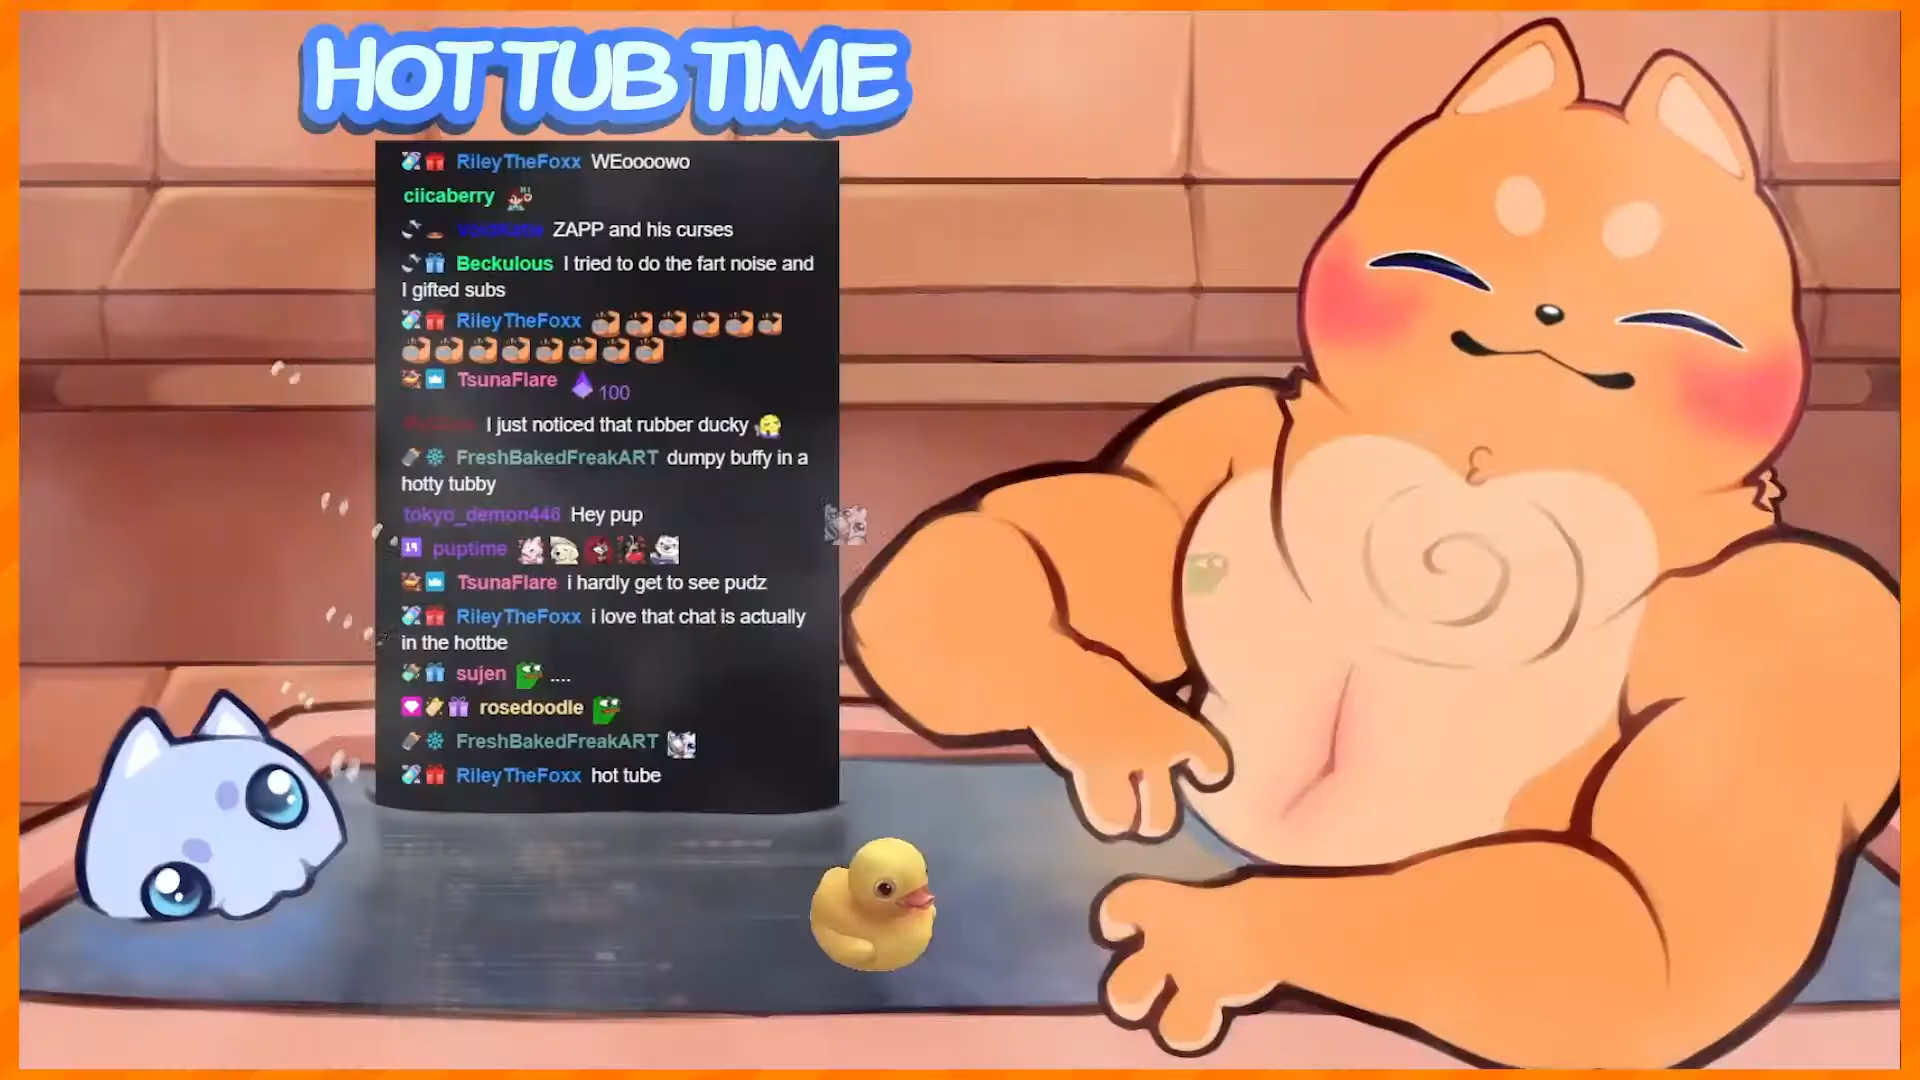 HOT TUB TIME
RileyTheFoxx WEoooowo
ciicaberry
VoidKatie ZAPP and his curses
Beckulous I tried to do the fart noise and
I gifted subs
RileyTheFoxx
TsunaFlare 100
I just noticed that rubber ducky
FreshBakedFreakART dumpy buffy in a
hotty tubby
tokyo_demon446 Hey pup
19 puptime
TsunaFlare i hardly get to see pudz
RileyTheFoxx i love that chat is actually
in the hottbe
sujen ....
rosedoodle
FreshBakedFreakART
RileyTheFoxx hot tube